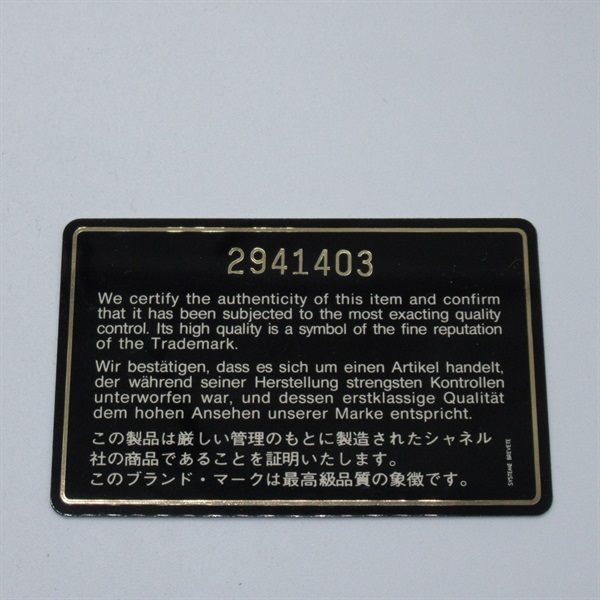 2941403
We certify the authenticity of this item and confirm
that it has been subjected to the most exacting quality
control. Its high quality is a symbol of the fine reputation
of the Trademark.
Wir bestätigen, dass es sich um einen Artikel handelt,
der während seiner Herstellung strengsten Kontrollen
unterworfen war, und dessen erstklassige Qualität
dem hohen Ansehen unserer Marke entspricht.
この製品は厳しい管理のもとに製造されたシャネル
社の商品であることを証明いたします。
このブランド・マークは最高級品質の象徴です。
SYSTEME BREVETE